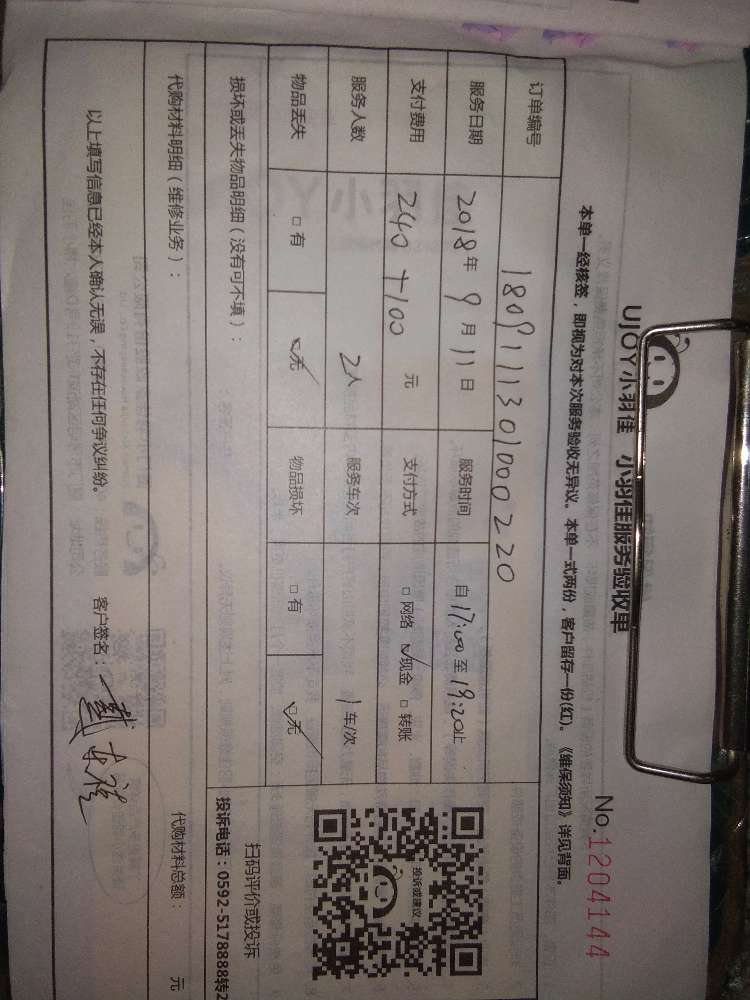 UJOY小羽佳 小羽佳服务验收单
No.1204144
本单一经核签，即视为对本次服务验收无异议。本单一式两份，客户留存一份(红)。《维保须知》详见背面。
订单编号 1809111301000220
服务日期 2018年9月11日 服务时间 自17:00至19:20止
支付费用 240+100 元 支付方式 □网络 ☑现金 □转账
服务人数 2人 服务车次 1车/次
物品丢失 □有 ☑无 物品损坏 □有 ☑无
损坏或丢失物品明细（没有可不填）：
投诉或建议
扫码评价或投诉
投诉电话：0592-5178888转2
代购材料明细（维修业务）： 代购材料总额： 元
以上填写信息已经本人确认无误，不存在任何争议纠纷。 客户签名：